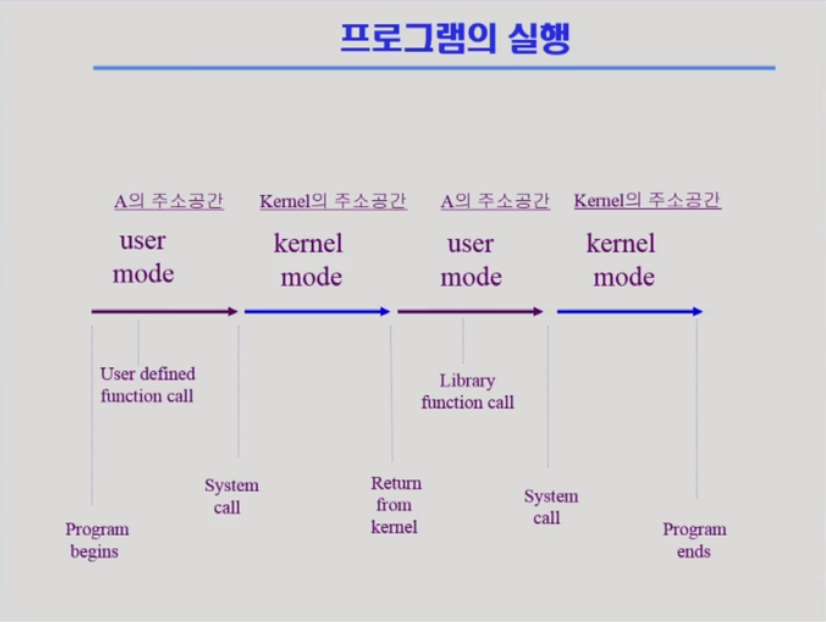 프로그램의 실행
A의 주소공간
Kernel의 주소공간
A의 주소공간
Kernel의 주소공간
user
mode
kernel
mode
user
mode
kernel
mode
User defined
function call
Library
function call
System
call
Return
from
kernel
System
call
Program
begins
Program
ends